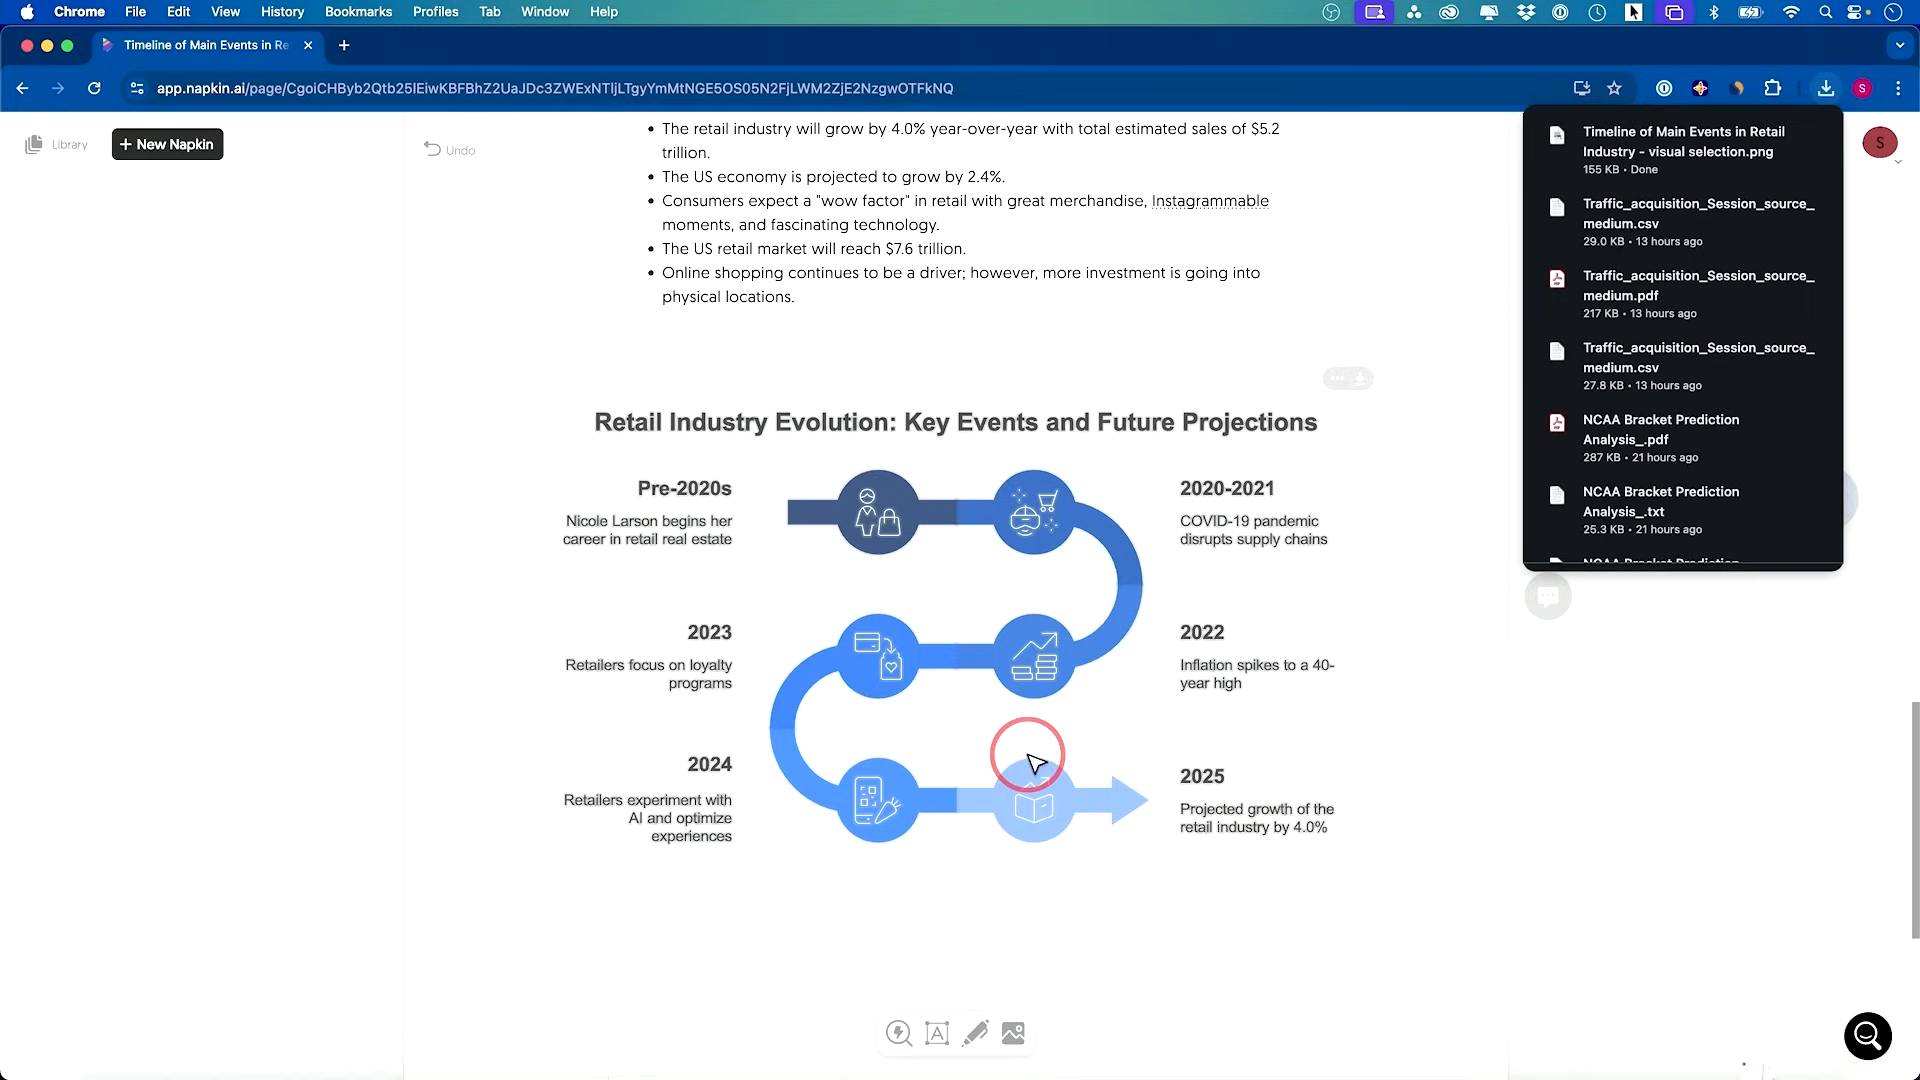 Chrome File Edit View History Bookmarks Profiles Tab Window Help
Timeline of Main Events in Re
app.napkin.ai/page/CgoiCHByb2Qtb25lEiwKBFBhZ2UaJDc3ZWExNTljLTgyYmMtNGE5OS05N2FjLWM2ZjE2NzgwOTFkNQ
S
Library
+ New Napkin
Undo
S
• The retail industry will grow by 4.0% year-over-year with total estimated sales of $5.2
trillion.
• The US economy is projected to grow by 2.4%.
• Consumers expect a "wow factor" in retail with great merchandise, Instagrammable
moments, and fascinating technology.
• The US retail market will reach $7.6 trillion.
• Online shopping continues to be a driver; however, more investment is going into
physical locations.
Timeline of Main Events in Retail
Industry - visual selection.png
155 KB • Done
Traffic_acquisition_Session_source_
medium.csv
29.0 KB • 13 hours ago
Traffic_acquisition_Session_source_
medium.pdf
217 KB • 13 hours ago
Traffic_acquisition_Session_source_
medium.csv
27.8 KB • 13 hours ago
NCAA Bracket Prediction
Analysis_.pdf
287 KB • 21 hours ago
NCAA Bracket Prediction
Analysis_.txt
25.3 KB • 21 hours ago
NCAA Bracket Prediction
Retail Industry Evolution: Key Events and Future Projections
Pre-2020s
Nicole Larson begins her
career in retail real estate
2020-2021
COVID-19 pandemic
disrupts supply chains
2023
Retailers focus on loyalty
programs
2022
Inflation spikes to a 40-
year high
2024
Retailers experiment with
AI and optimize
experiences
2025
Projected growth of the
retail industry by 4.0%
A